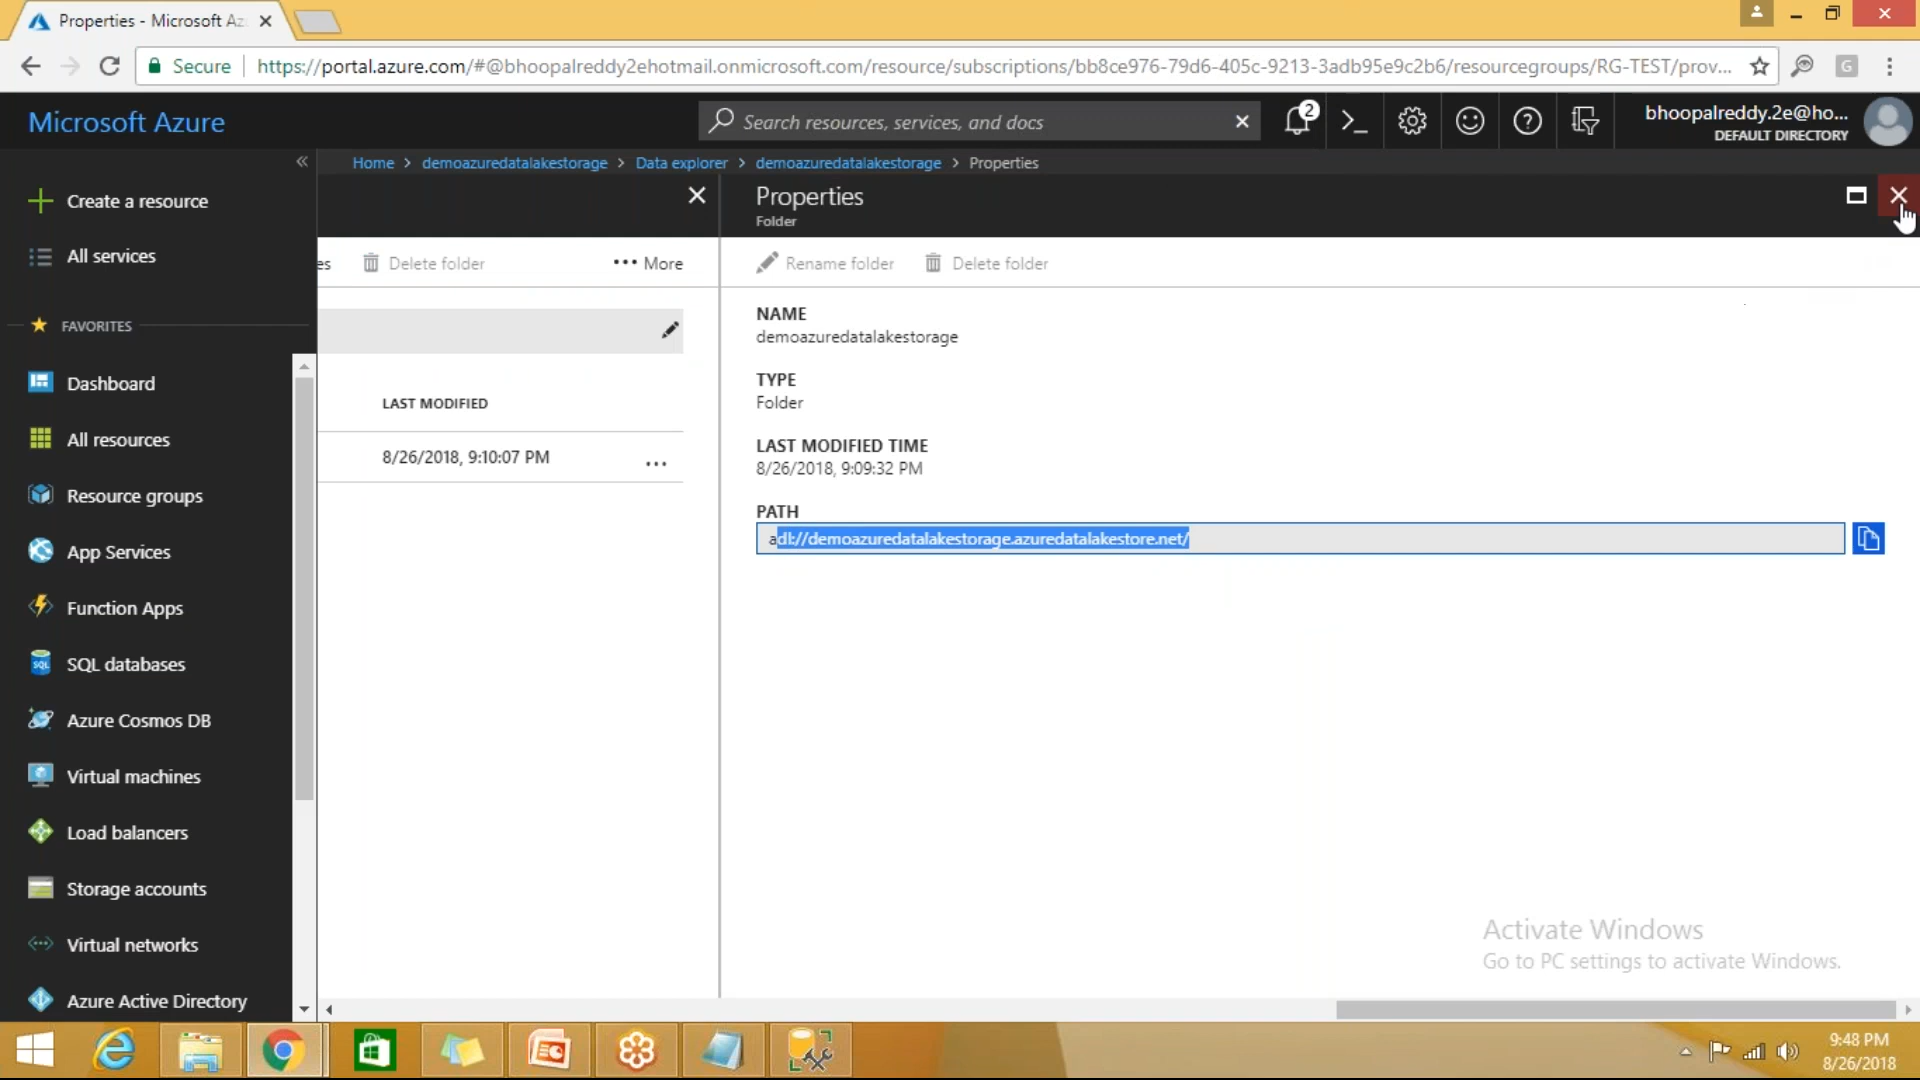 Properties - Microsoft Az
Secure
https://portal.azure.com/#@bhoopalreddy2ehotmail.onmicrosoft.com/resource/subscriptions/bb8ce976-79d6-405c-9213-3adb95e9c2b6/resourcegroups/RG-TEST/prov...
G
Microsoft Azure
Search resources, services, and docs
2
bhoopalreddy.2e@ho...
DEFAULT DIRECTORY
Home > demoazuredatalakestorage > Data explorer > demoazuredatalakestorage > Properties
Create a resource
All services
FAVORITES
Dashboard
All resources
Resource groups
App Services
Function Apps
SQL databases
Azure Cosmos DB
Virtual machines
Load balancers
Storage accounts
Virtual networks
Azure Active Directory
es
Delete folder
More
LAST MODIFIED
8/26/2018, 9:10:07 PM
Properties
Folder
Rename folder
Delete folder
NAME
demoazuredatalakestorage
TYPE
Folder
LAST MODIFIED TIME
8/26/2018, 9:09:32 PM
PATH
adl://demoazuredatalakestorage.azuredatalakestore.net/
Activate Windows
Go to PC settings to activate Windows.
9:48 PM
8/26/2018